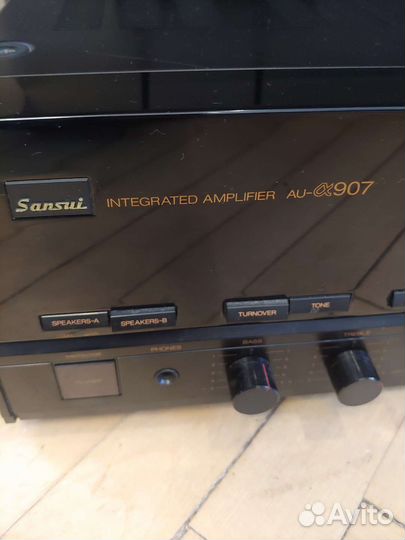 Sansui
INTEGRATED AMPLIFIER AU-α907
SPEAKERS-A
SPEAKERS-B
TURNOVER
TONE
PHONES
BASS
TREBLE
Avito